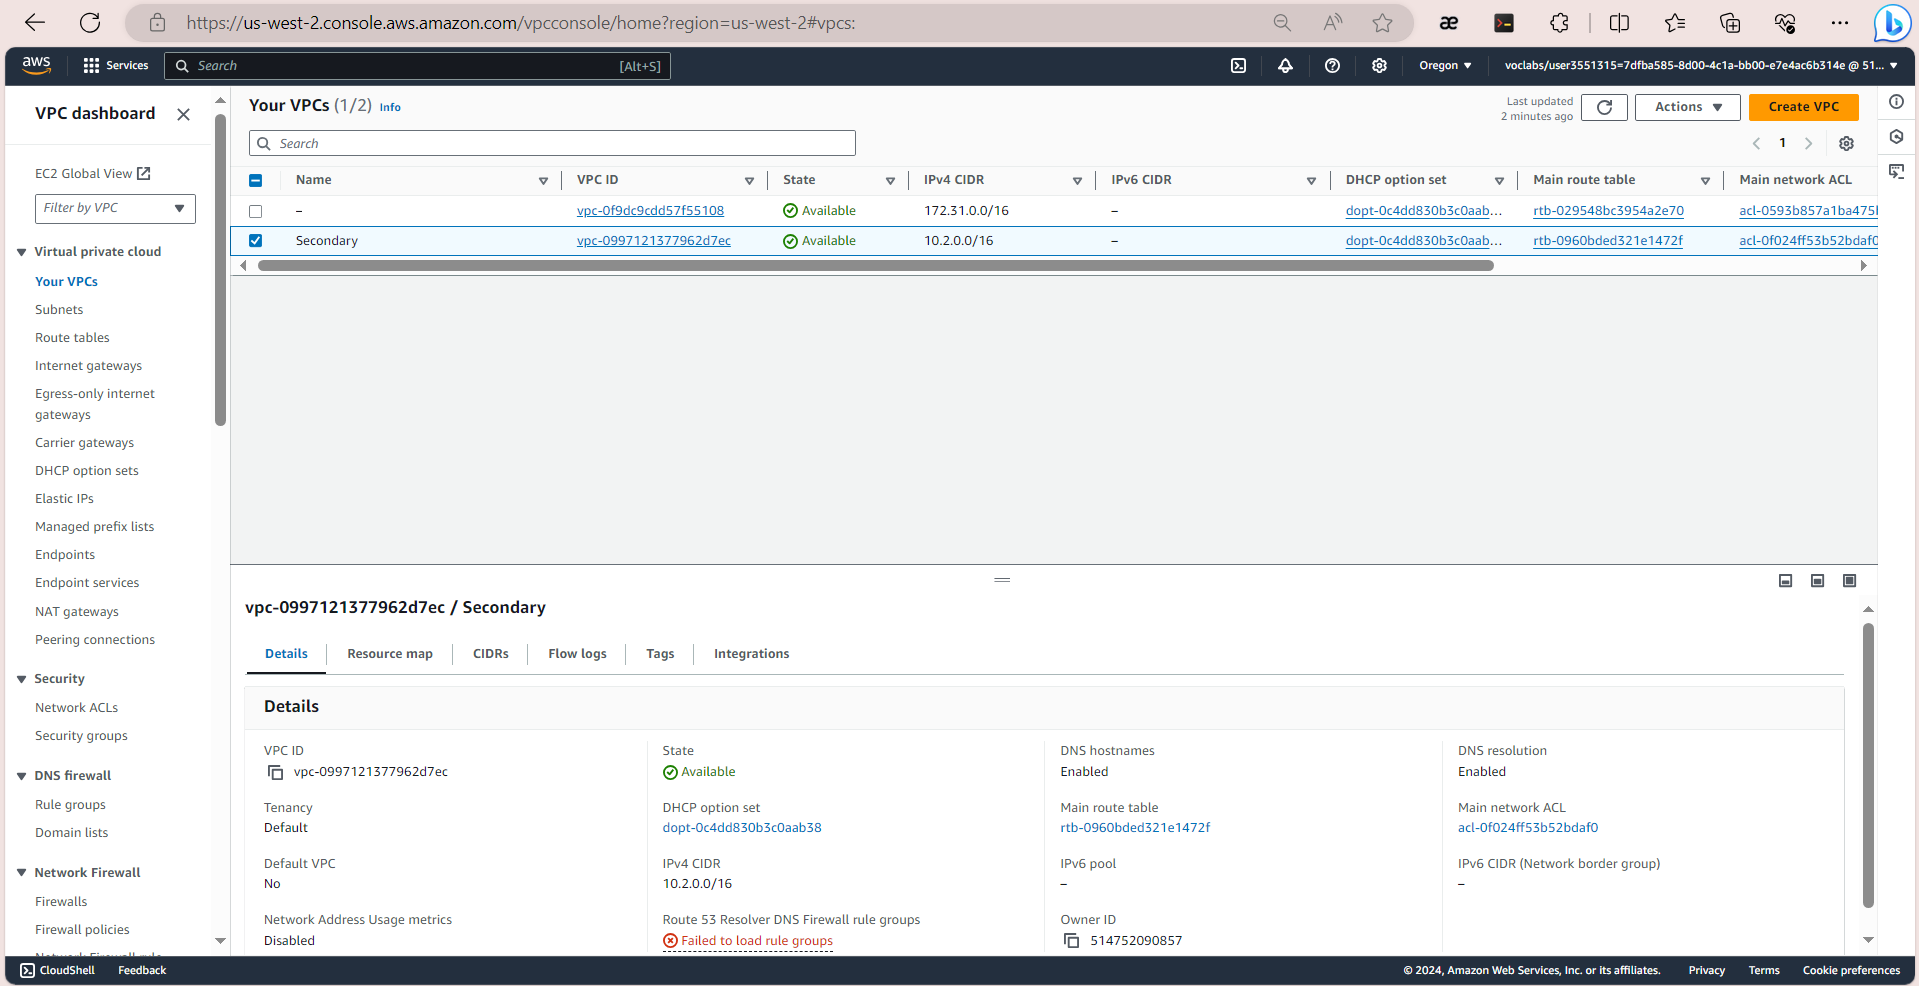 https://us-west-2.console.aws.amazon.com/vpcconsole/home?region=us-west-2#vpcs:
aws Services Search [Alt+S] Oregon voclabs/user3551315=7dfba585-8d00-4c1a-bb00-e7e4ac6b314e @ 51...
VPC dashboard
EC2 Global View
Filter by VPC
Virtual private cloud
Your VPCs
Subnets
Route tables
Internet gateways
Egress-only internet
gateways
Carrier gateways
DHCP option sets
Elastic IPs
Managed prefix lists
Endpoints
Endpoint services
NAT gateways
Peering connections
Security
Network ACLs
Security groups
DNS firewall
Rule groups
Domain lists
Network Firewall
Firewalls
Firewall policies
Your VPCs (1/2) Info
Last updated
2 minutes ago
Actions
Create VPC
Search
1
Name VPC ID State IPv4 CIDR IPv6 CIDR DHCP option set Main route table Main network ACL
– vpc-0f9dc9cdd57f55108 Available 172.31.0.0/16 – dopt-0c4dd830b3c0aab... rtb-029548bc3954a2e70 acl-0593b857a1ba475b
Secondary vpc-0997121377962d7ec Available 10.2.0.0/16 – dopt-0c4dd830b3c0aab... rtb-0960bded321e1472f acl-0f024ff53b52bdaf0
vpc-0997121377962d7ec / Secondary
Details Resource map CIDRs Flow logs Tags Integrations
Details
VPC ID
vpc-0997121377962d7ec
State
Available
DNS hostnames
Enabled
DNS resolution
Enabled
Tenancy
Default
DHCP option set
dopt-0c4dd830b3c0aab38
Main route table
rtb-0960bded321e1472f
Main network ACL
acl-0f024ff53b52bdaf0
Default VPC
No
IPv4 CIDR
10.2.0.0/16
IPv6 pool
–
IPv6 CIDR (Network border group)
–
Network Address Usage metrics
Disabled
Route 53 Resolver DNS Firewall rule groups
Failed to load rule groups
Owner ID
514752090857
CloudShell Feedback © 2024, Amazon Web Services, Inc. or its affiliates. Privacy Terms Cookie preferences